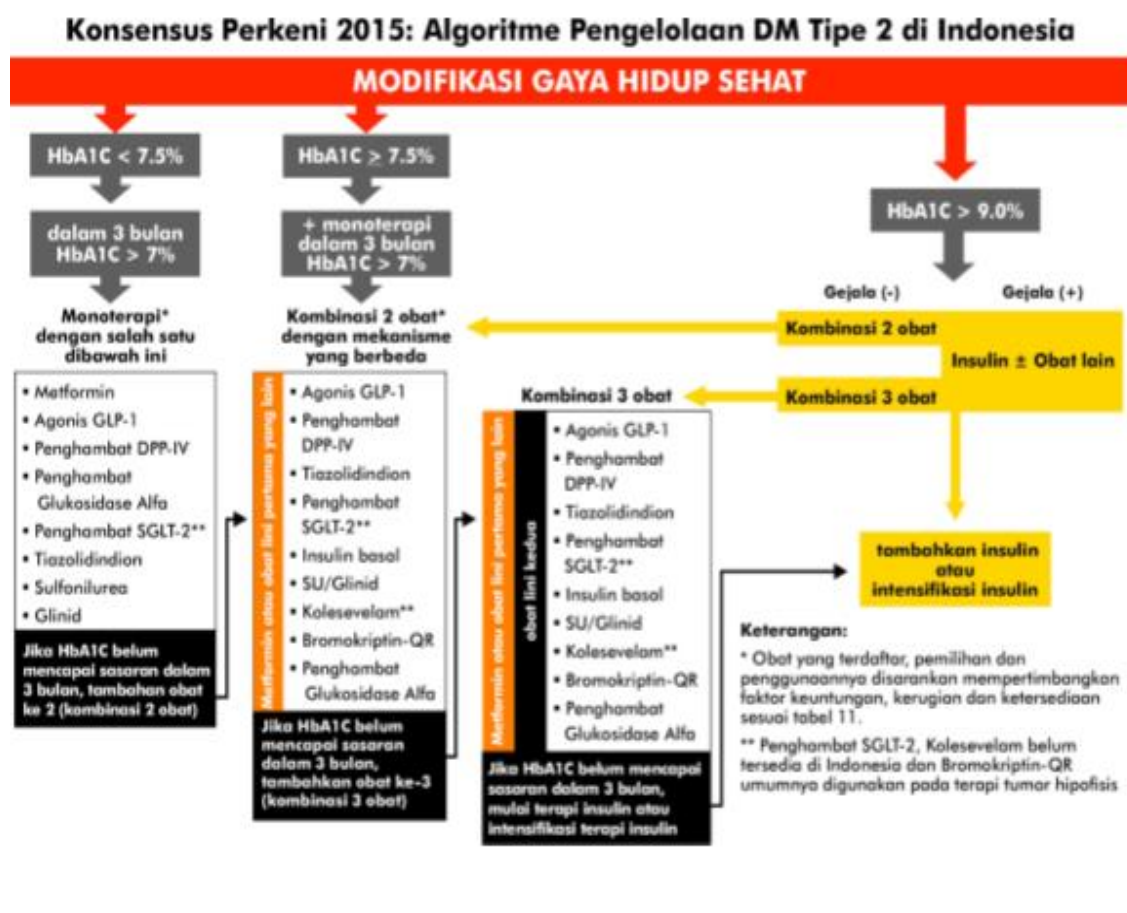 Konsensus Perkeni 2015: Algoritme Pengelolaan DM Tipe 2 di Indonesia
MODIFIKASI GAYA HIDUP SEHAT
HbA1C < 7.5%
dalam 3 bulan
HbA1C > 7%
Monoterapi*
dengan salah satu
dibawah ini
• Metformin
• Agonis GLP-1
• Penghambat DPP-IV
• Penghambat
Glukosidase Alfa
• Penghambat SGLT-2**
• Tiazolidindion
• Sulfonilurea
• Glinid
Jika HbA1C belum
mencapai sasaran dalam
3 bulan, tambahan obat
ke 2 (kombinasi 2 obat)
HbA1C ≥ 7.5%
+ monoterapi
dalam 3 bulan
HbA1C > 7%
Kombinasi 2 obat*
dengan mekanisme
yang berbeda
Metformin atau obat lini pertama yang lain
• Agonis GLP-1
• Penghambat
DPP-IV
• Tiazolidindion
• Penghambat
SGLT-2**
• Insulin basal
• SU/Glinid
• Kolesevelam**
• Bromokriptin-QR
• Penghambat
Glukosidase Alfa
Jika HbA1C belum
mencapai sasaran
dalam 3 bulan,
tambahkan obat ke-3
(kombinasi 3 obat)
Kombinasi 3 obat
Metformin atau obat lini pertama yang lain
obat lini kedua
• Agonis GLP-1
• Penghambat
DPP-IV
• Tiazolidindion
• Penghambat
SGLT-2**
• Insulin basal
• SU/Glinid
• Kolesevelam**
• Bromokriptin-QR
• Penghambat
Glukosidase Alfa
Jika HbA1C belum mencapai
sasaran dalam 3 bulan,
mulai terapi insulin atau
intensifikasi terapi insulin
HbA1C > 9.0%
Gejala (-)
Gejala (+)
Kombinasi 2 obat
Insulin ± Obat lain
Kombinasi 3 obat
tambahkan insulin
atau
intensifikasi insulin
Keterangan:
* Obat yang terdaftar, pemilihan dan
penggunaannya disarankan mempertimbangkan
faktor keuntungan, kerugian dan ketersediaan
sesuai tabel 11.
** Penghambat SGLT-2, Kolesevelam belum
tersedia di Indonesia dan Bromokriptin-QR
umumnya digunakan pada terapi tumor hipofisis